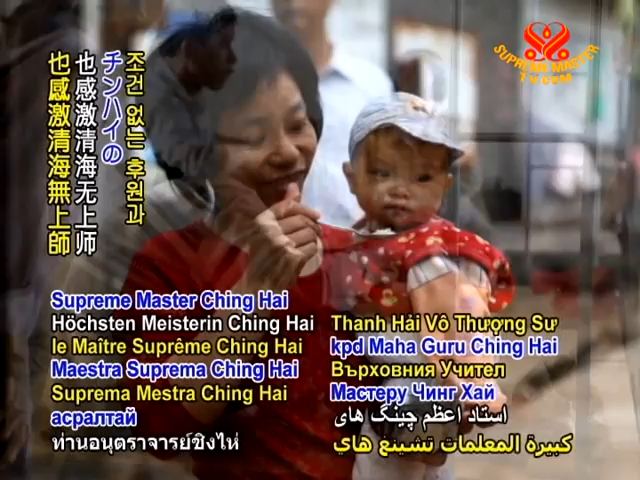 SUPREME MASTER
TV
조건 없는 후원과
チンハイの
也感激清海无上师
也感激清海無上師
Supreme Master Ching Hai
Höchsten Meisterin Ching Hai
le Maître Suprême Ching Hai
Maestra Suprema Ching Hai
Suprema Mestra Ching Hai
асралтай
ท่านอนุตราจารย์ชิงไห่
Thanh Hải Vô Thượng Sư
kpd Maha Guru Ching Hai
Върховния Учител
Мастеру Чинг Хай
استاد اعظم چینگ های
كبيرة المعلمات تشينغ هاي